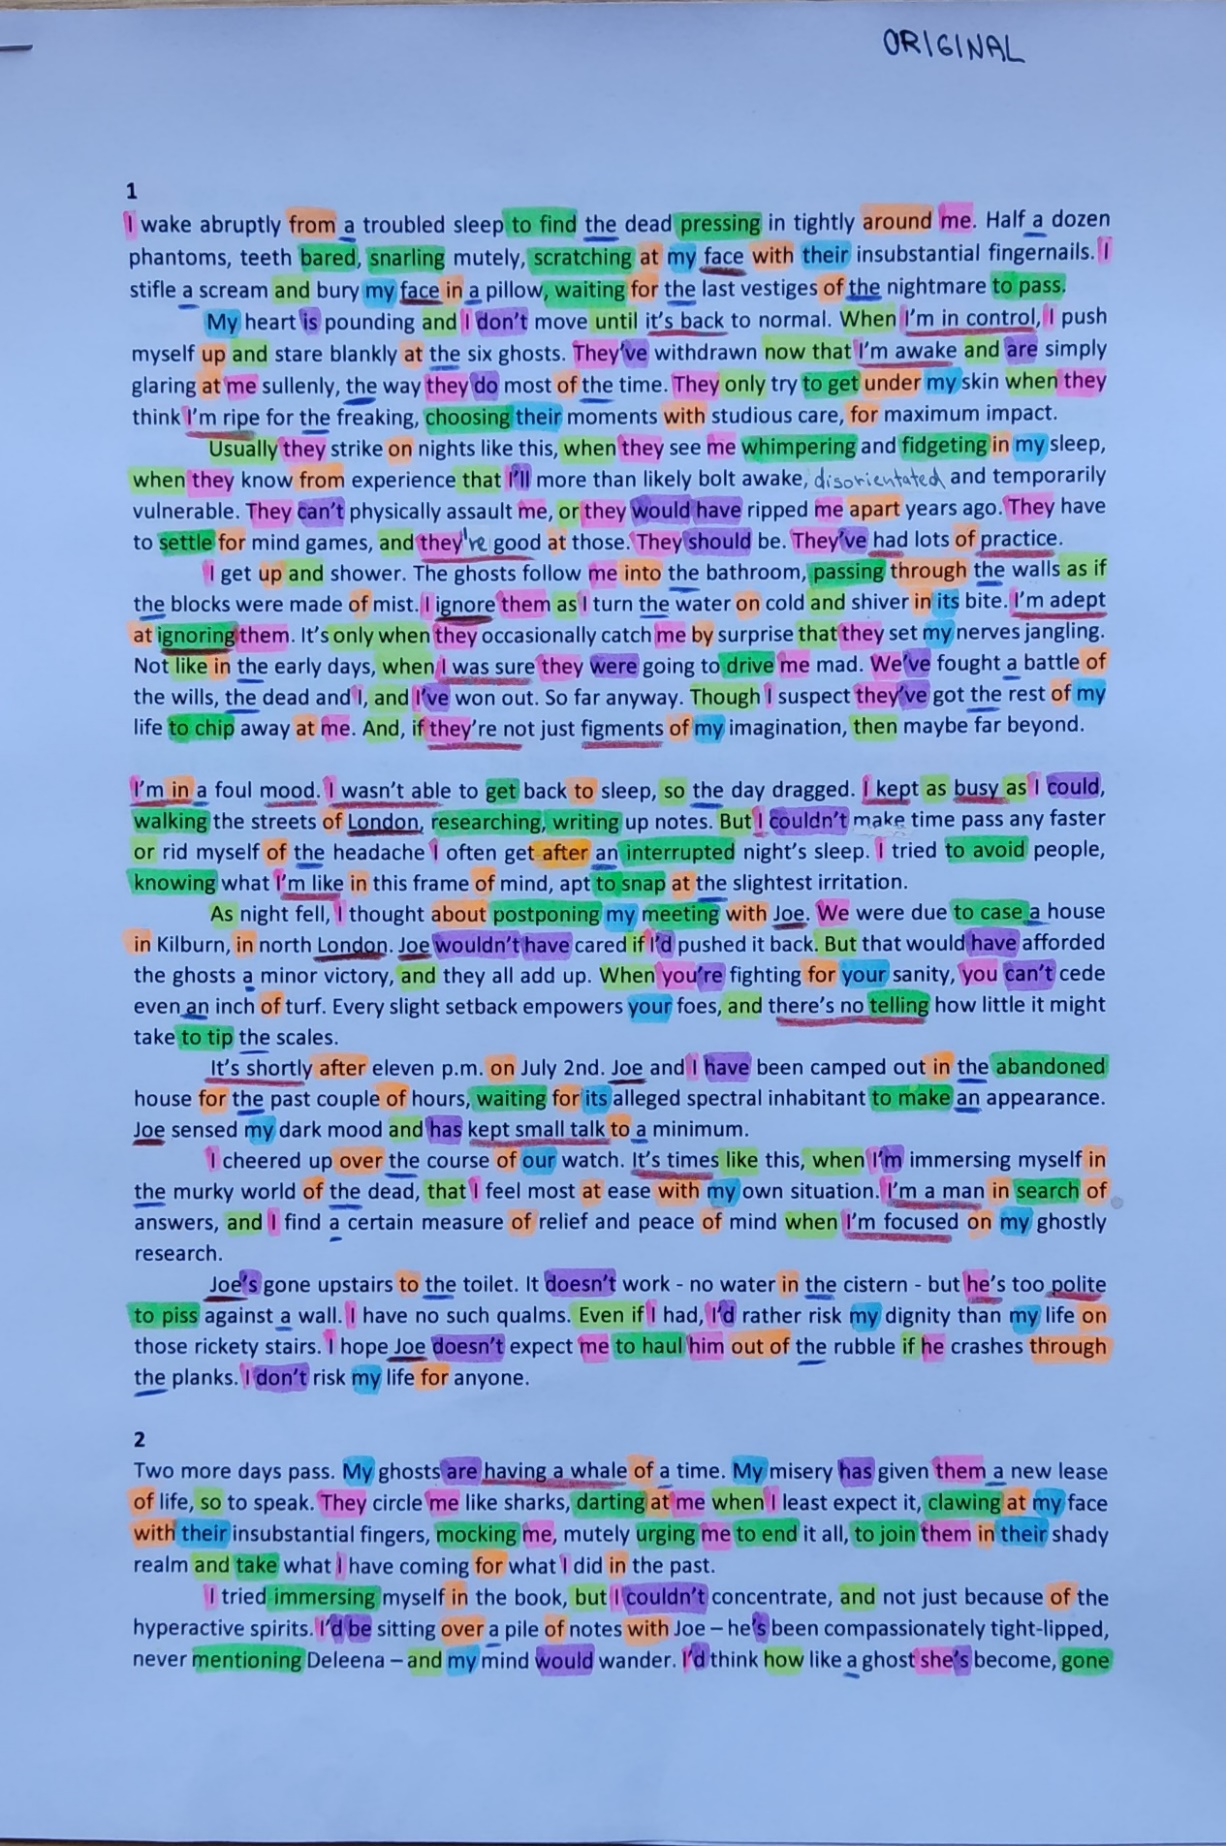 ORIGINAL
1
I wake abruptly from a troubled sleep to find the dead pressing in tightly around me. Half a dozen
phantoms, teeth bared, snarling mutely, scratching at my face with their insubstantial fingernails. I
stifle a scream and bury my face in a pillow, waiting for the last vestiges of the nightmare to pass.
My heart is pounding and I don't move until it's back to normal. When I'm in control, I push
myself up and stare blankly at the six ghosts. They've withdrawn now that I'm awake and are simply
glaring at me sullenly, the way they do most of the time. They only try to get under my skin when they
think I'm ripe for the freaking, choosing their moments with studious care, for maximum impact.
Usually they strike on nights like this, when they see me whimpering and fidgeting in my sleep,
when they know from experience that I'll more than likely bolt awake, disorientated and temporarily
vulnerable. They can't physically assault me, or they would have ripped me apart years ago. They have
to settle for mind games, and they're good at those. They should be. They've had lots of practice.
I get up and shower. The ghosts follow me into the bathroom, passing through the walls as if
the blocks were made of mist. I ignore them as I turn the water on cold and shiver in its bite. I'm adept
at ignoring them. It's only when they occasionally catch me by surprise that they set my nerves jangling.
Not like in the early days, when I was sure they were going to drive me mad. We've fought a battle of
the wills, the dead and I, and I've won out. So far anyway. Though I suspect they've got the rest of my
life to chip away at me. And, if they're not just figments of my imagination, then maybe far beyond.
I'm in a foul mood. I wasn't able to get back to sleep, so the day dragged. I kept as busy as I could,
walking the streets of London, researching, writing up notes. But I couldn't make time pass any faster
or rid myself of the headache I often get after an interrupted night's sleep. I tried to avoid people,
knowing what I'm like in this frame of mind, apt to snap at the slightest irritation.
As night fell, I thought about postponing my meeting with Joe. We were due to case a house
in Kilburn, in north London. Joe wouldn't have cared if I'd pushed it back. But that would have afforded
the ghosts a minor victory, and they all add up. When you're fighting for your sanity, you can't cede
even an inch of turf. Every slight setback empowers your foes, and there's no telling how little it might
take to tip the scales.
It's shortly after eleven p.m. on July 2nd. Joe and I have been camped out in the abandoned
house for the past couple of hours, waiting for its alleged spectral inhabitant to make an appearance.
Joe sensed my dark mood and has kept small talk to a minimum.
I cheered up over the course of our watch. It's times like this, when I'm immersing myself in
the murky world of the dead, that I feel most at ease with my own situation. I'm a man in search of
answers, and I find a certain measure of relief and peace of mind when I'm focused on my ghostly
research.
Joe's gone upstairs to the toilet. It doesn't work - no water in the cistern - but he's too polite
to piss against a wall. I have no such qualms. Even if I had, I'd rather risk my dignity than my life on
those rickety stairs. I hope Joe doesn't expect me to haul him out of the rubble if he crashes through
the planks. I don't risk my life for anyone.
2
Two more days pass. My ghosts are having a whale of a time. My misery has given them a new lease
of life, so to speak. They circle me like sharks, darting at me when I least expect it, clawing at my face
with their insubstantial fingers, mocking me, mutely urging me to end it all, to join them in their shady
realm and take what I have coming for what I did in the past.
I tried immersing myself in the book, but I couldn't concentrate, and not just because of the
hyperactive spirits. I'd be sitting over a pile of notes with Joe – he's been compassionately tight-lipped,
never mentioning Deleena – and my mind would wander. I'd think how like a ghost she's become, gone